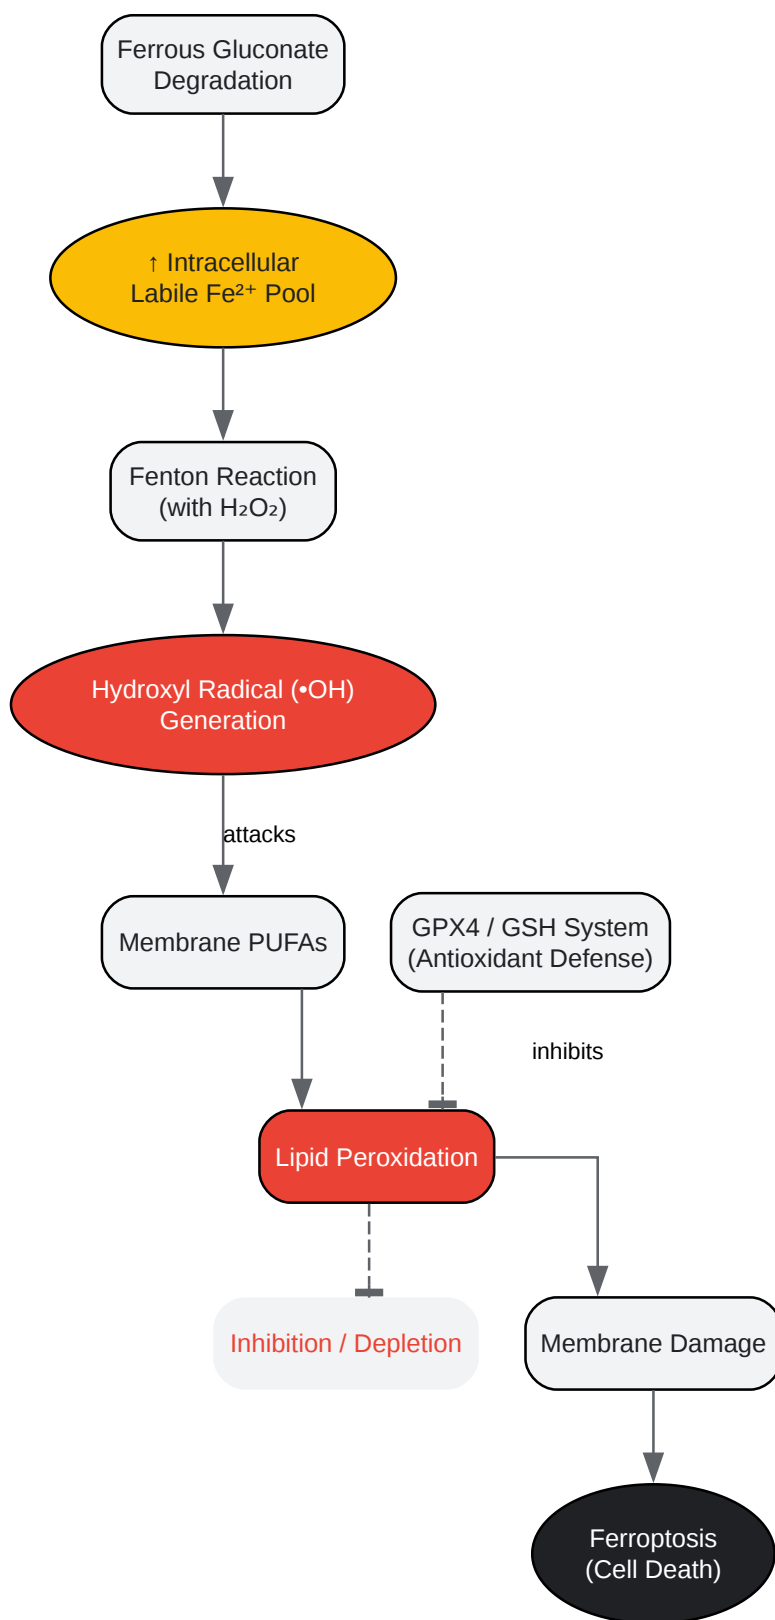 Ferrous Gluconate
Degradation
↑ Intracellular
Labile Fe²⁺ Pool
Fenton Reaction
(with H₂O₂)
Hydroxyl Radical (•OH)
Generation
attacks
Membrane PUFAs
GPX4 / GSH System
(Antioxidant Defense)
inhibits
Lipid Peroxidation
Inhibition / Depletion
Membrane Damage
Ferroptosis
(Cell Death)